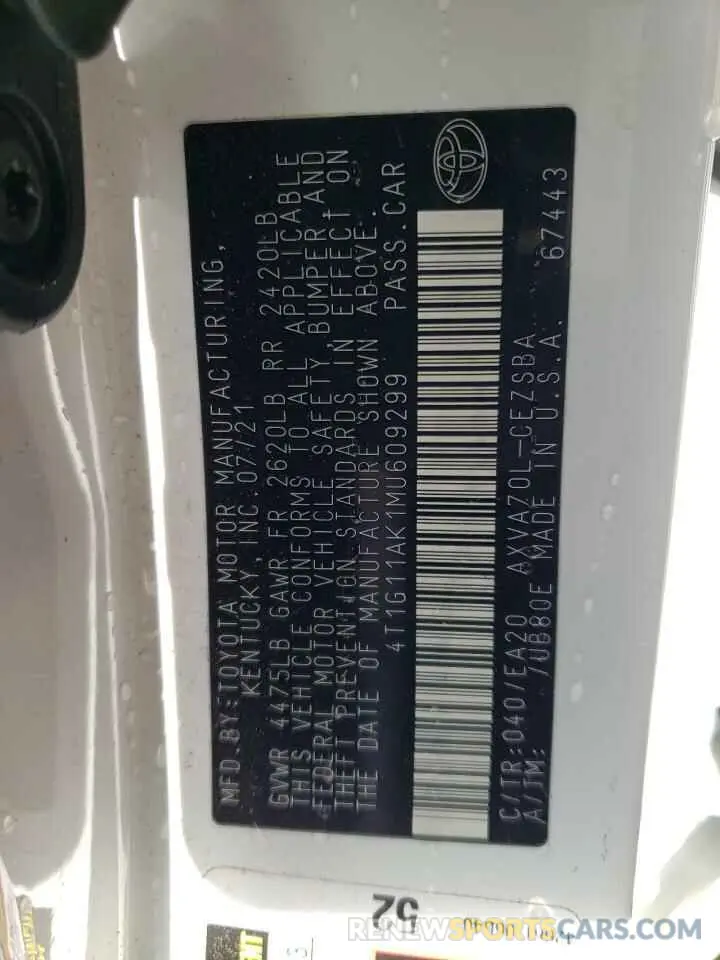 MFD. BY: TOYOTA MOTOR MANUFACTURING,
KENTUCKY, INC. 07/21
GVWR 4475LB GAWR FR 2620LB RR 2420LB
THIS VEHICLE CONFORMS TO ALL APPLICABLE
FEDERAL MOTOR VEHICLE SAFETY, BUMPER, AND
THEFT PREVENTION STANDARDS IN EFFECT ON
THE DATE OF MANUFACTURE SHOWN ABOVE.
4T1G11AK1MU609299 PASS.CAR
C/TR:040/EA20 AXVA70L-CEZSBA
A/TM: /UB80E MADE IN U.S.A. 67443
52
RENEWSPORTSCARS.COM